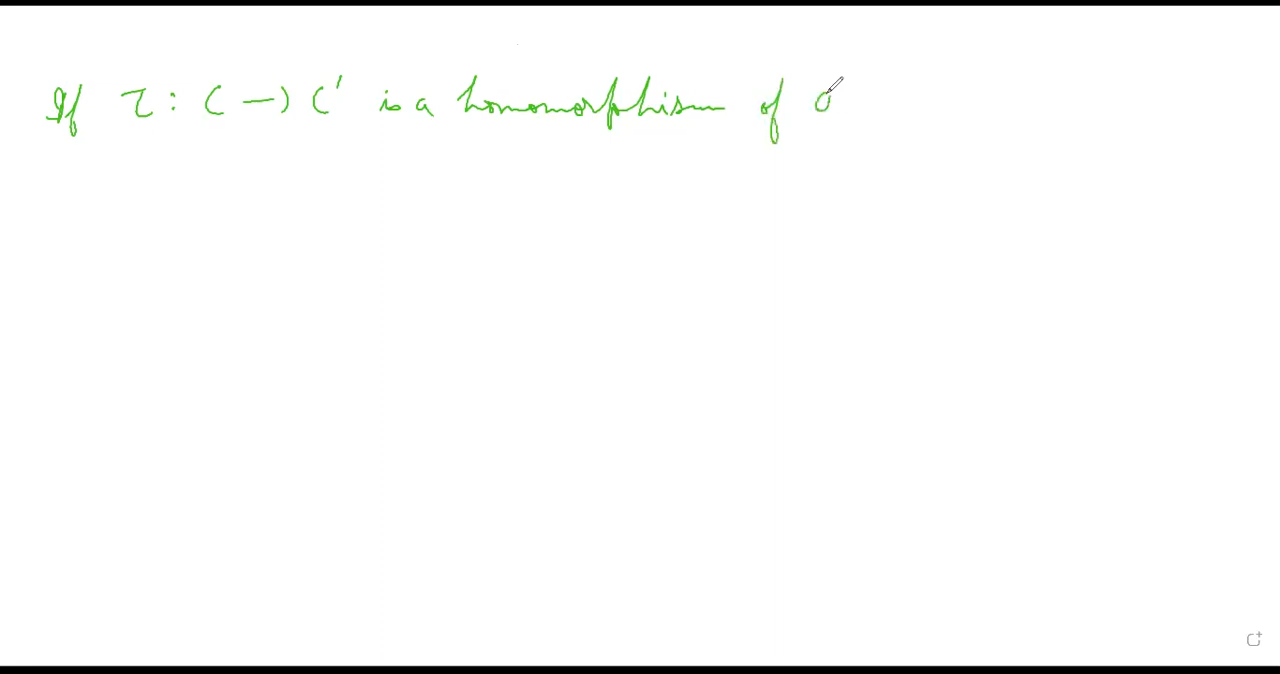 If τ : C → C' is a homomorphism of